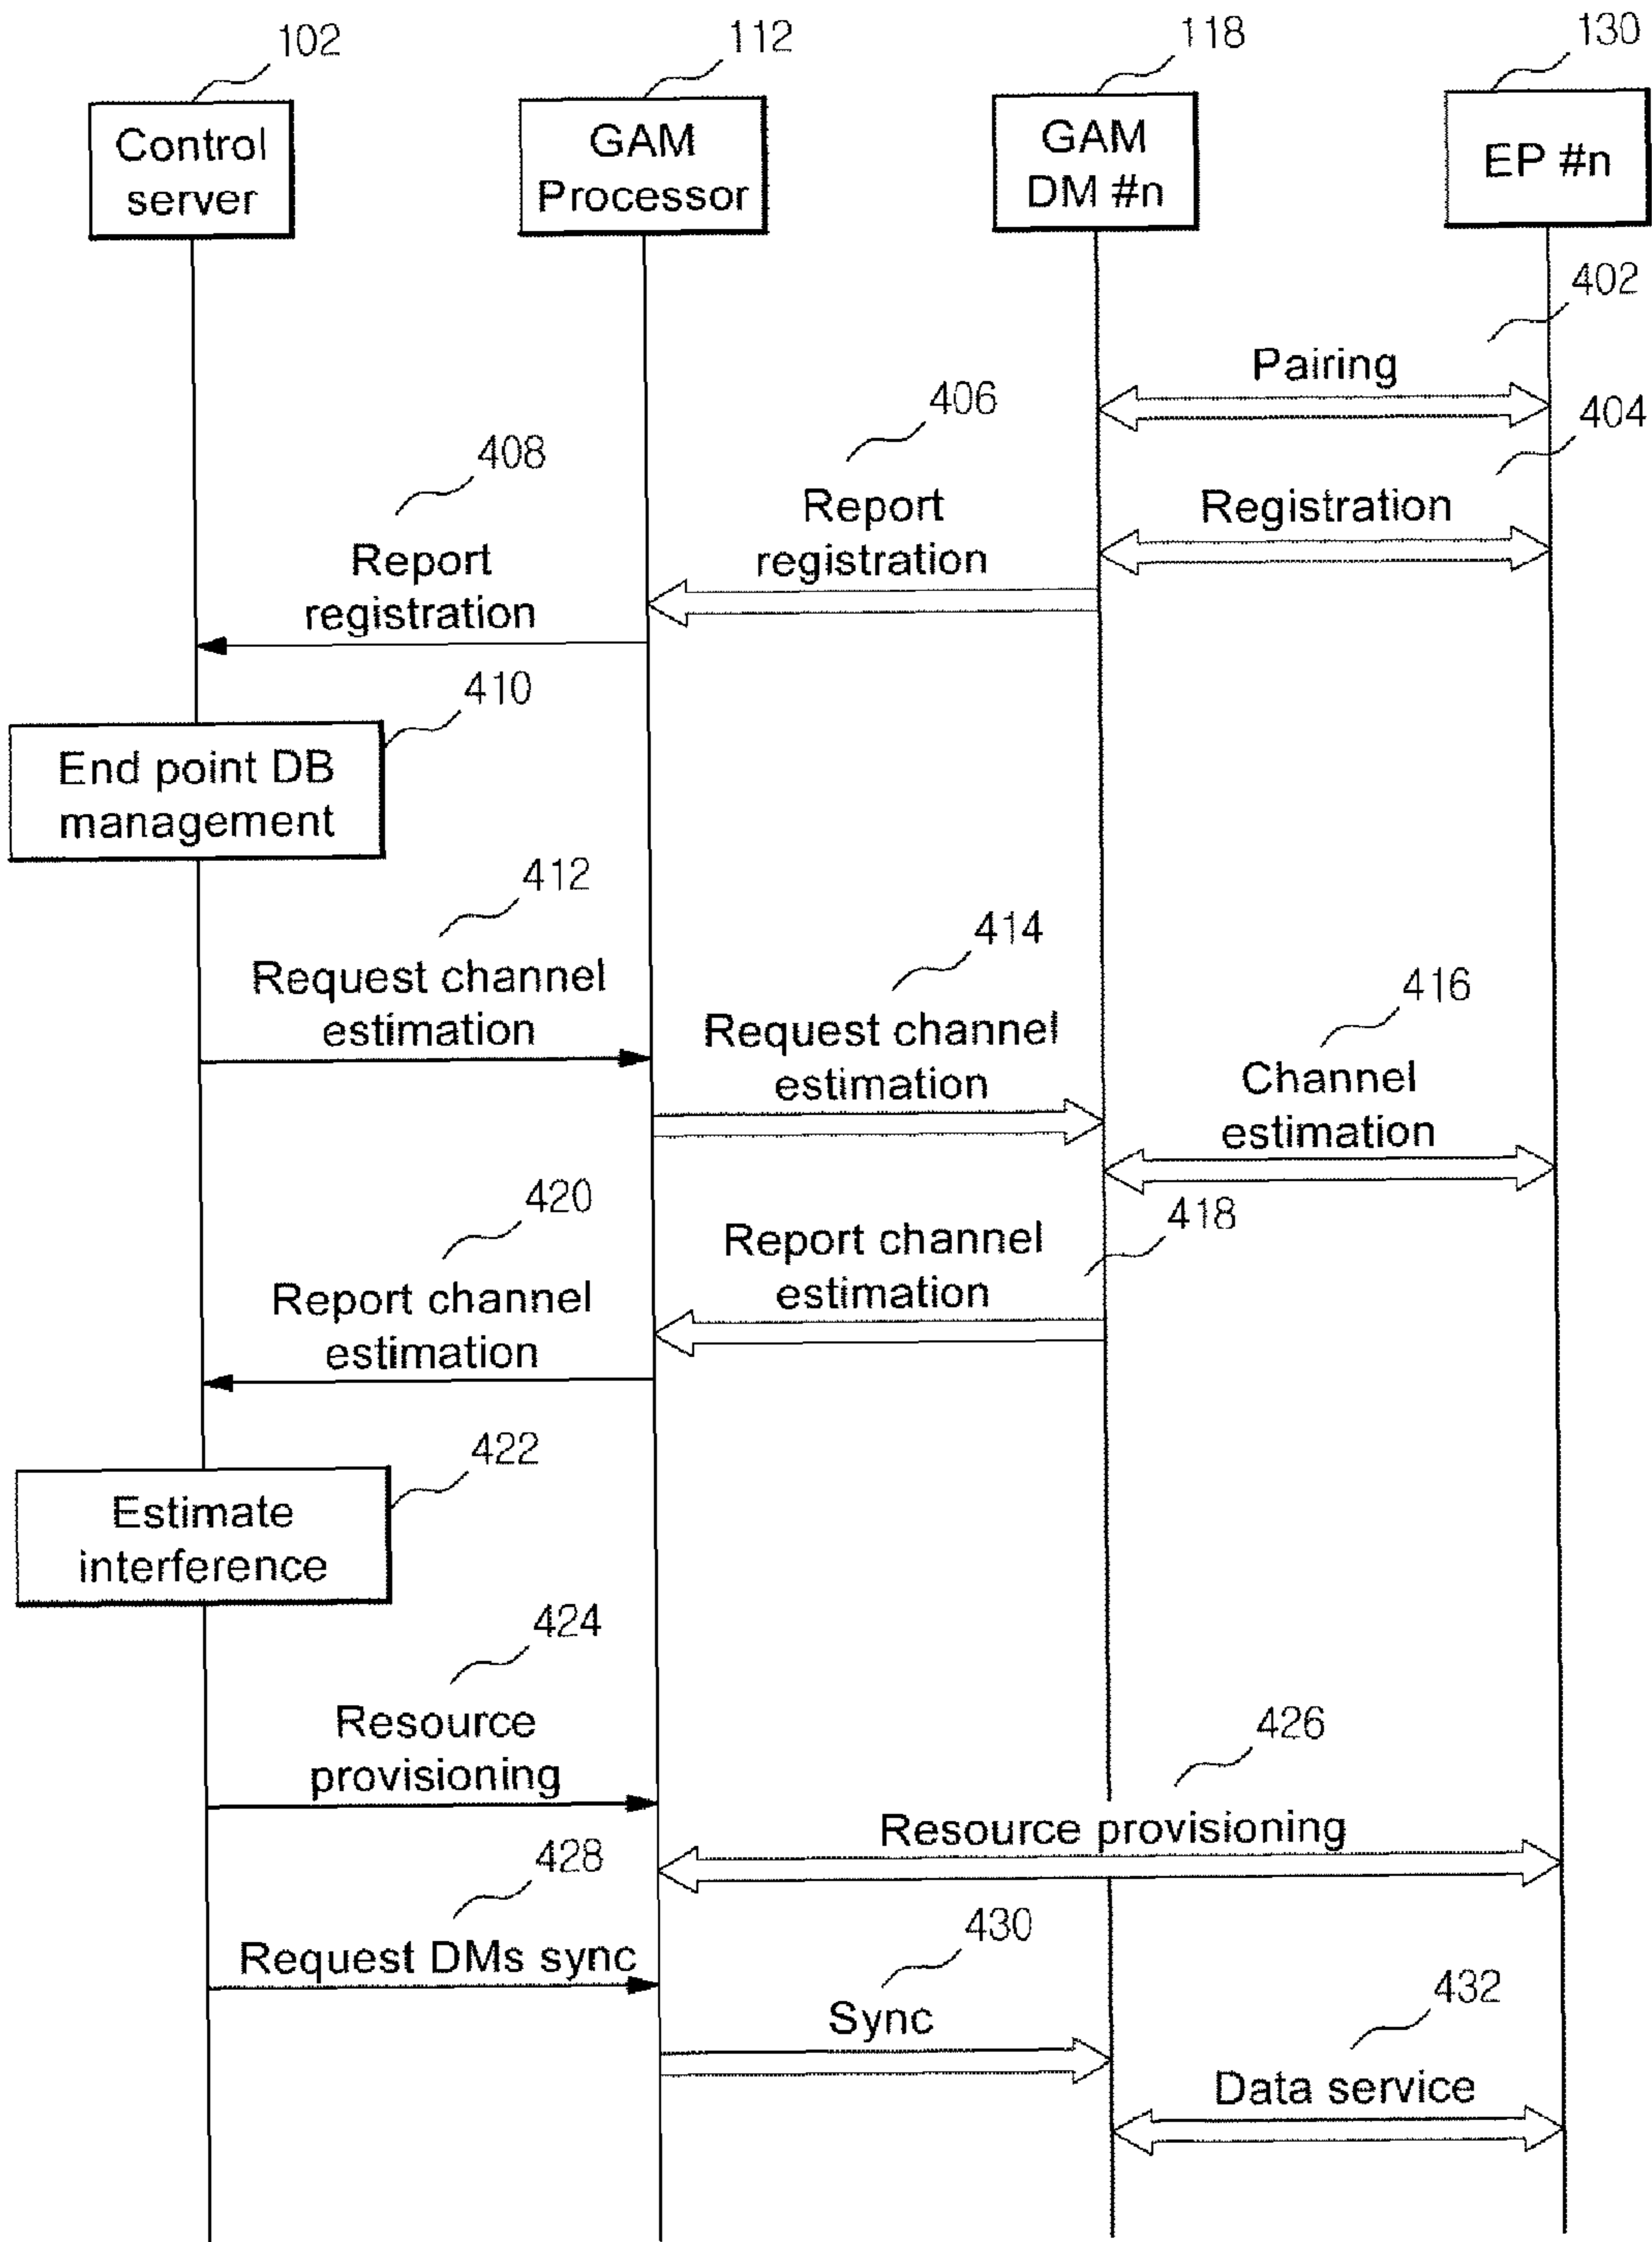 102
112
118
130
Control
server
GAM
Processor
GAM
DM #n
EP #n
402
Pairing
404
Registration
406
Report
registration
408
Report
registration
410
End point DB
management
412
Request channel
estimation
414
Request channel
estimation
416
Channel
estimation
418
Report channel
estimation
420
Report channel
estimation
422
Estimate
interference
424
Resource
provisioning
426
Resource provisioning
428
Request DMs sync
430
Sync
432
Data service